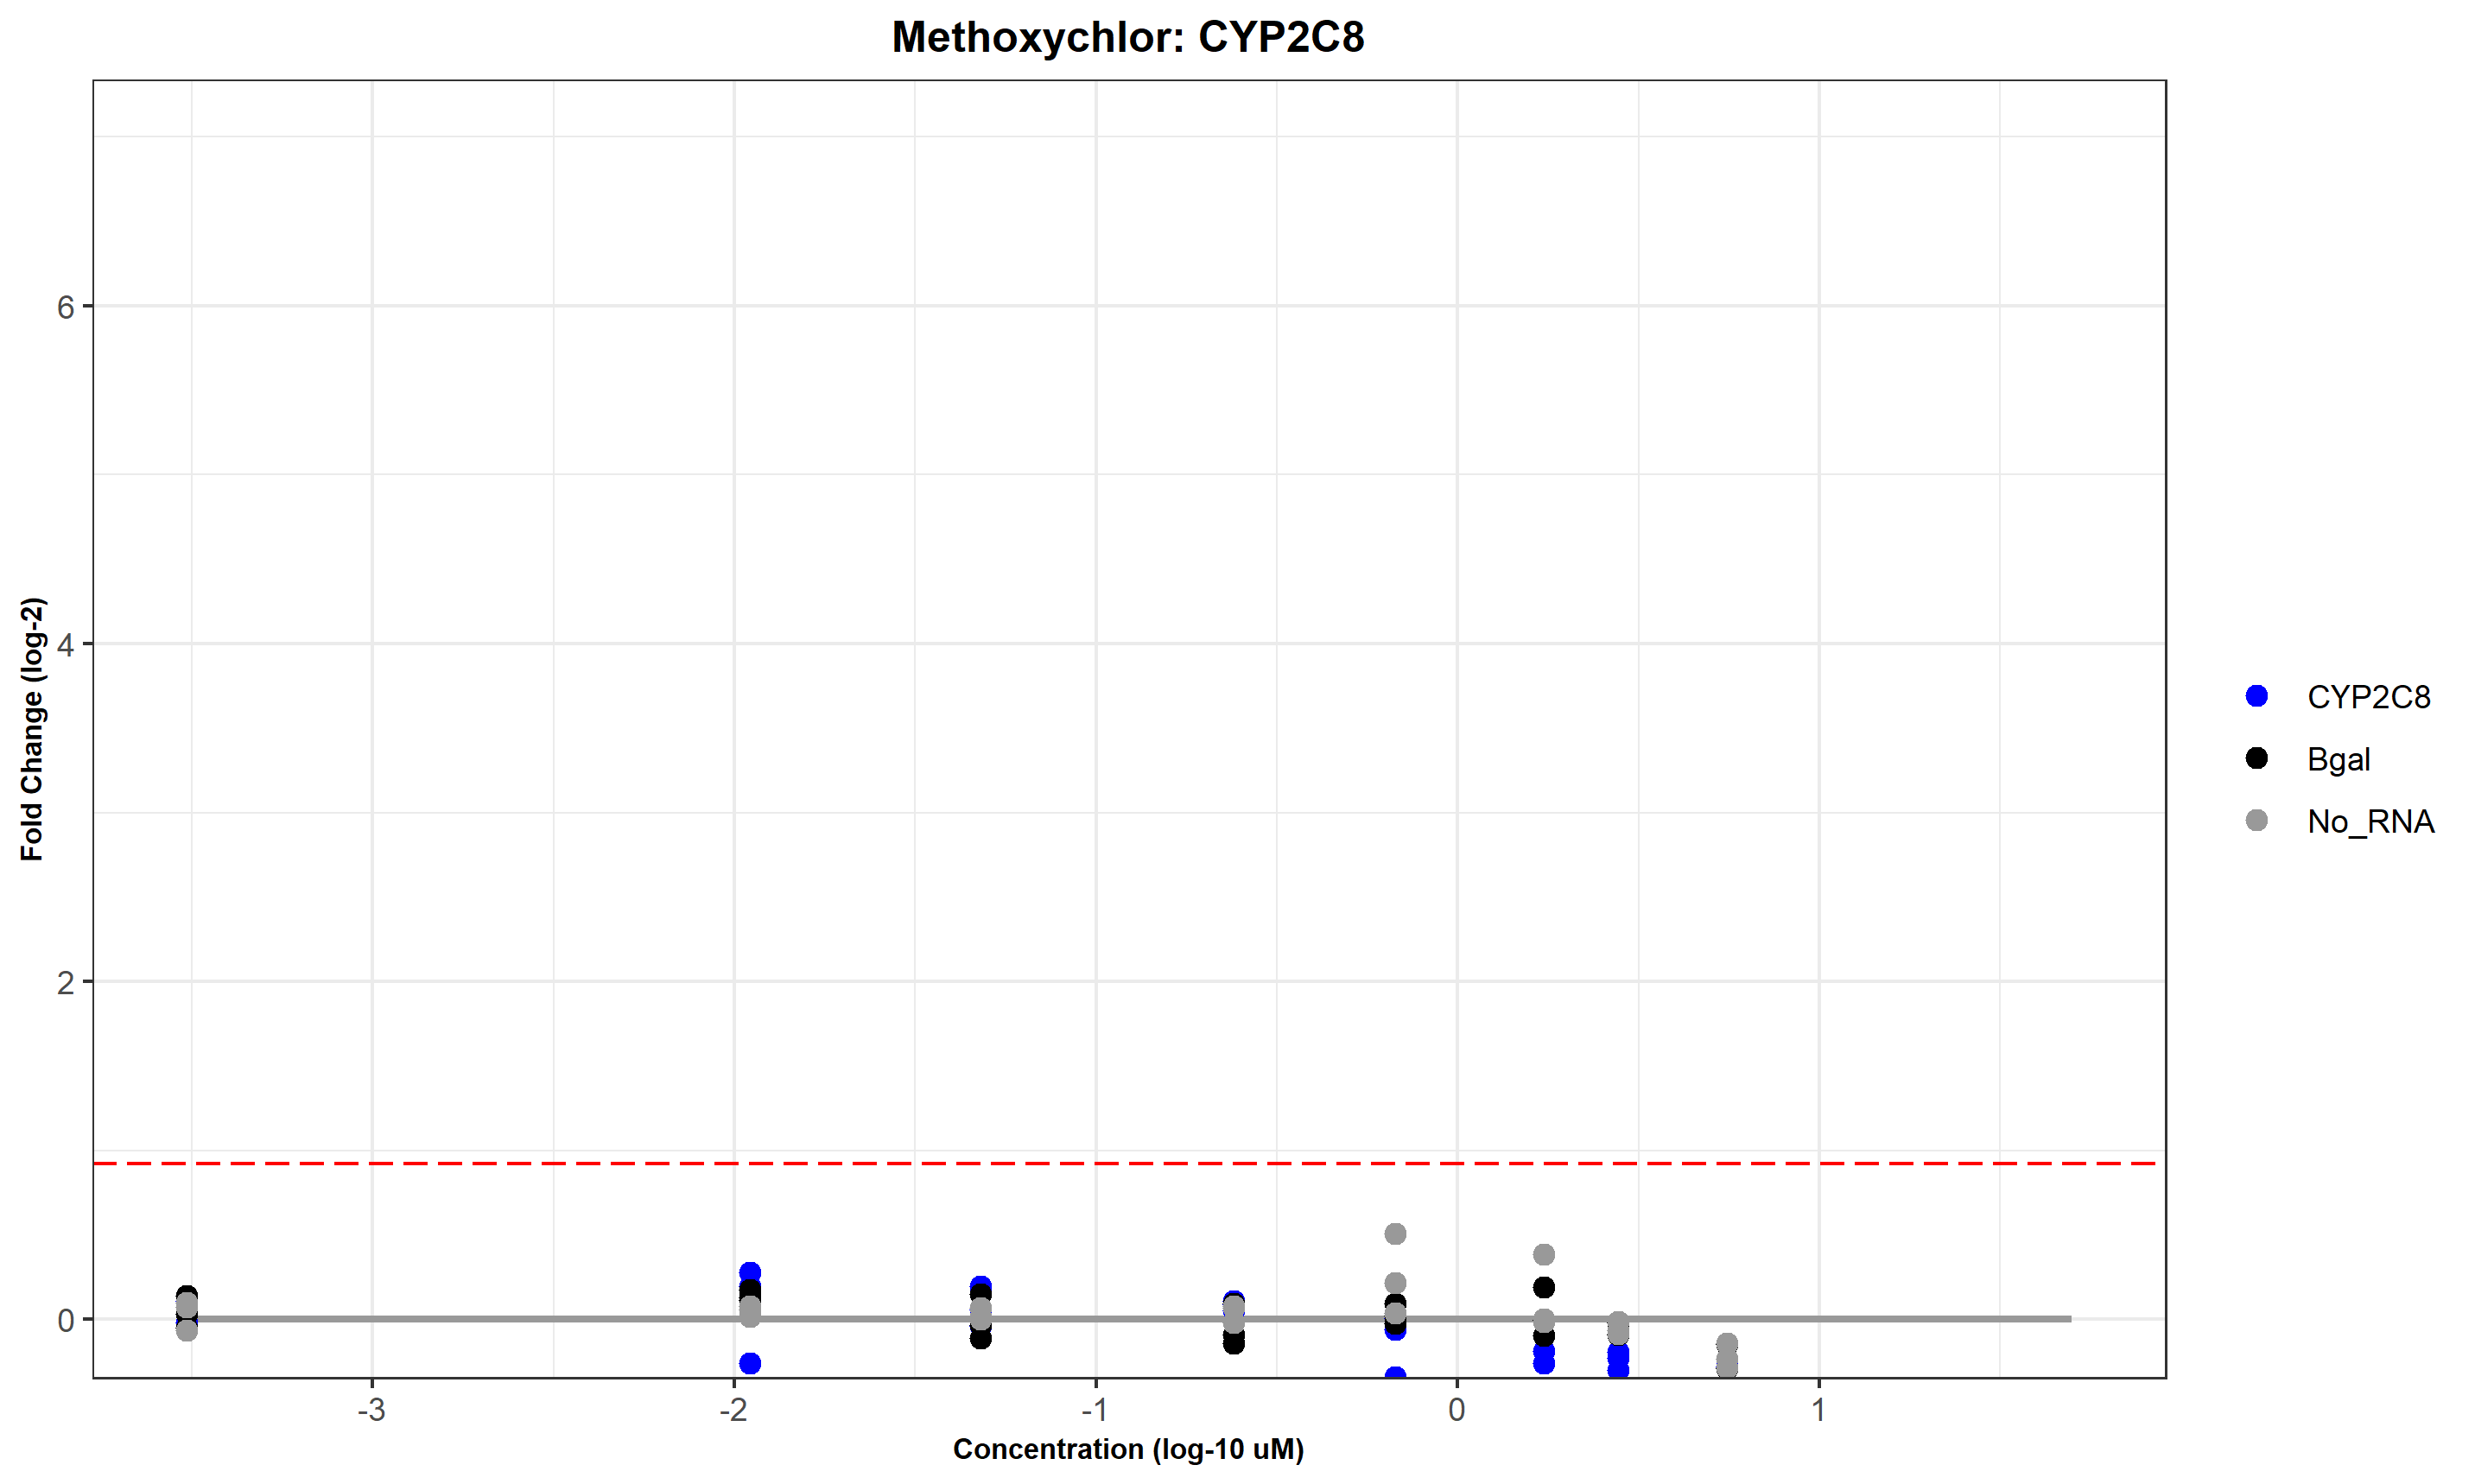 Methoxychlor: CYP2C8
Fold Change (log-2)
6
4
2
0
-3
-2
-1
0
1
Concentration (log-10 uM)
CYP2C8
Bgal
No_RNA